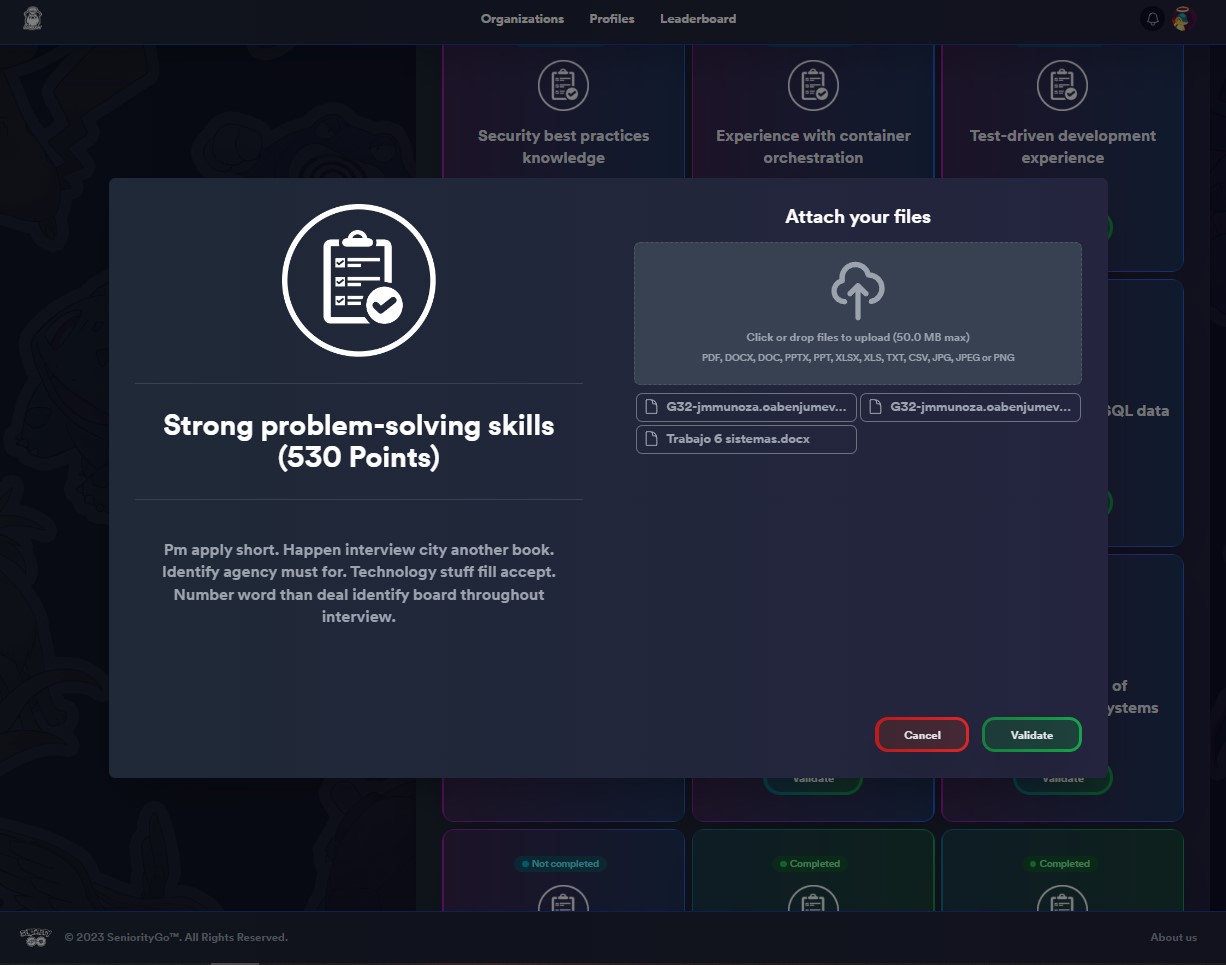 Organizations Profiles Leaderboard
Security best practices
knowledge
Experience with container
orchestration
Test-driven development
experience
Attach your files
Click or drop files to upload (50.0 MB max)
PDF, DOCX, DOC, PPTX, PPT, XLSX, XLS, TXT, CSV, JPG, JPEG or PNG
G32-jmmunoza.oabenjumev...
G32-jmmunoza.oabenjumev...
Trabajo 6 sistemas.docx
Strong problem-solving skills
(530 Points)
Pm apply short. Happen interview city another book.
Identify agency must for. Technology stuff fill accept.
Number word than deal identify board throughout
interview.
SQL data
of
ystems
Cancel
Validate
Validate
Validate
Not completed
Completed
Completed
SENIORITY
GO
© 2023 SeniorityGo™. All Rights Reserved.
About us